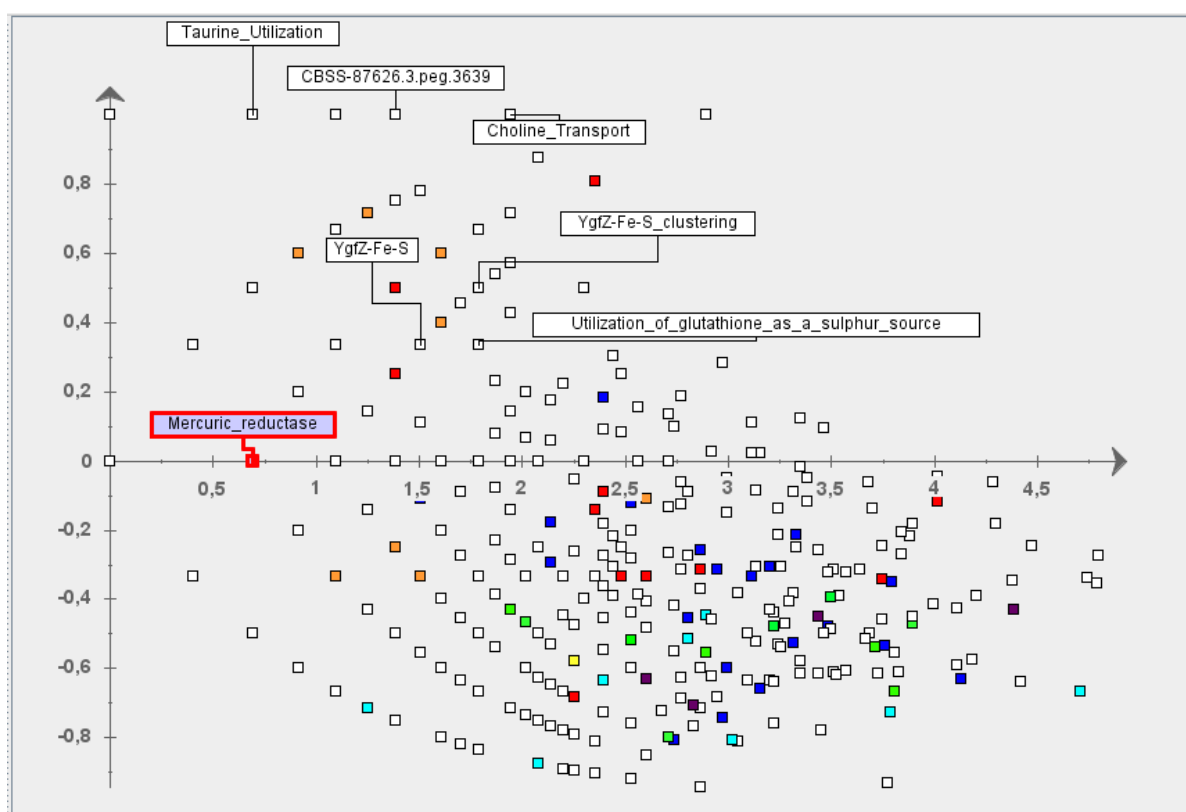 Taurine_Utilization
CBSS-87626.3.peg.3639
Choline_Transport
0,8
YgfZ-Fe-S_clustering
YgfZ-Fe-S
0,6
0,4
Utilization_of_glutathione_as_a_sulphur_source
0,2
Mercuric_reductase
0
0,5 1 1,5 2 2,5 3 3,5 4 4,5
-0,2
-0,4
-0,6
-0,8